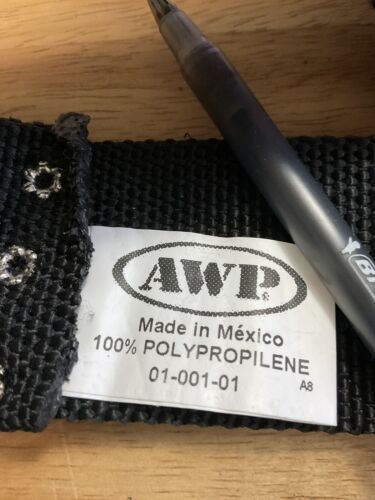 AWP®
Made in México
100% POLYPROPILENE
01-001-01
A8